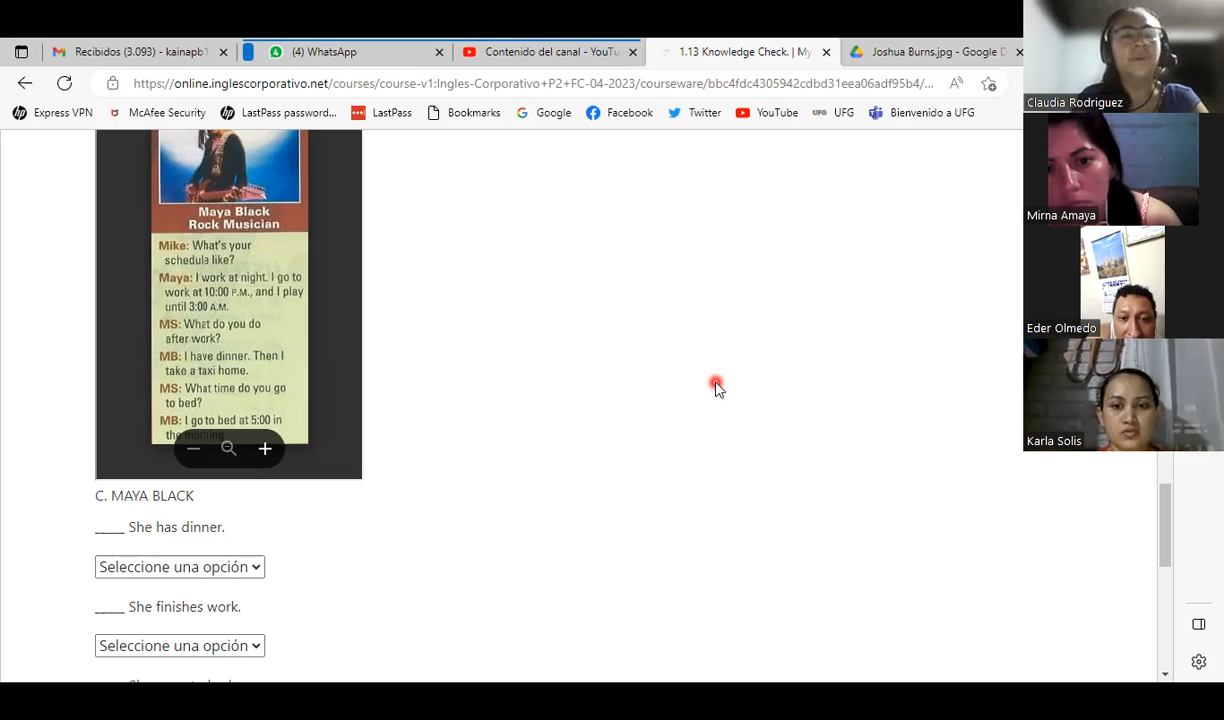 Recibidos (3.093) - kainapb1
(4) WhatsApp
Contenido del canal - YouTu
1.13 Knowledge Check. | My
Joshua Burns.jpg - Google D
https://online.inglescorporativo.net/courses/course-v1:Ingles-Corporativo+P2+FC-04-2023/courseware/bbc4fdc4305942cdbd31eea06adf95b4/...
Express VPN
McAfee Security
LastPass password...
LastPass
Bookmarks
Google
Facebook
Twitter
YouTube
UFG
UFG
Bienvenido a UFG
Claudia Rodriguez
Mirna Amaya
Eder Olmedo
Karla Solis
Maya Black
Rock Musician
Mike: What's your
schedule like?
Maya: I work at night. I go to
work at 10:00 P.M., and I play
until 3:00 A.M.
MS: What do you do
after work?
MB: I have dinner. Then I
take a taxi home.
MS: What time do you go
to bed?
MB: I go to bed at 5:00 in
the morning.
C. MAYA BLACK
____ She has dinner.
Seleccione una opción
____ She finishes work.
Seleccione una opción